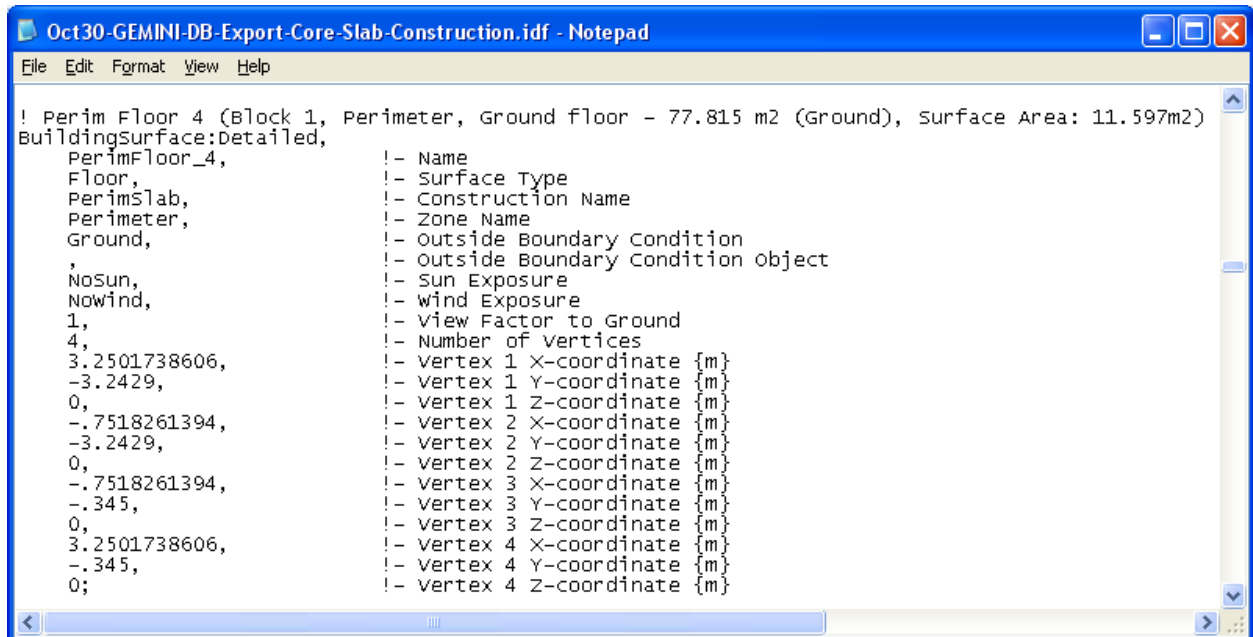 Oct30-GEMINI-DB-Export-Core-Slab-Construction.idf - Notepad
File Edit Format View Help
! Perim Floor 4 (Block 1, Perimeter, Ground floor - 77.815 m2 (Ground), Surface Area: 11.597m2)
BuildingSurface:Detailed,
PerimFloor_4, !- Name
Floor, !- Surface Type
PerimSlab, !- Construction Name
Perimeter, !- Zone Name
Ground, !- Outside Boundary Condition
, !- Outside Boundary Condition Object
NoSun, !- Sun Exposure
NoWind, !- Wind Exposure
1, !- View Factor to Ground
4, !- Number of Vertices
3.2501738606, !- Vertex 1 X-coordinate {m}
-3.2429, !- Vertex 1 Y-coordinate {m}
0, !- Vertex 1 Z-coordinate {m}
-.7518261394, !- Vertex 2 X-coordinate {m}
-3.2429, !- Vertex 2 Y-coordinate {m}
0, !- Vertex 2 Z-coordinate {m}
-.7518261394, !- Vertex 3 X-coordinate {m}
-.345, !- Vertex 3 Y-coordinate {m}
0, !- Vertex 3 Z-coordinate {m}
3.2501738606, !- Vertex 4 X-coordinate {m}
-.345, !- Vertex 4 Y-coordinate {m}
0; !- Vertex 4 Z-coordinate {m}